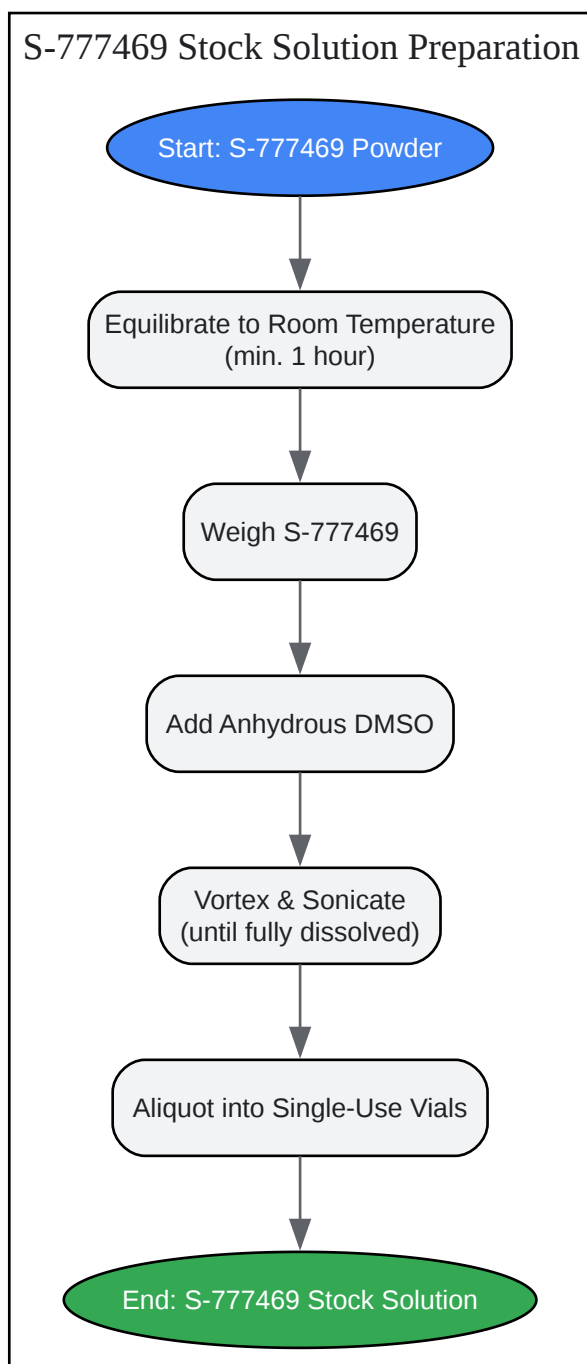 S-777469 Stock Solution Preparation
Start: S-777469 Powder
Equilibrate to Room Temperature
(min. 1 hour)
Weigh S-777469
Add Anhydrous DMSO
Vortex & Sonicate
(until fully dissolved)
Aliquot into Single-Use Vials
End: S-777469 Stock Solution